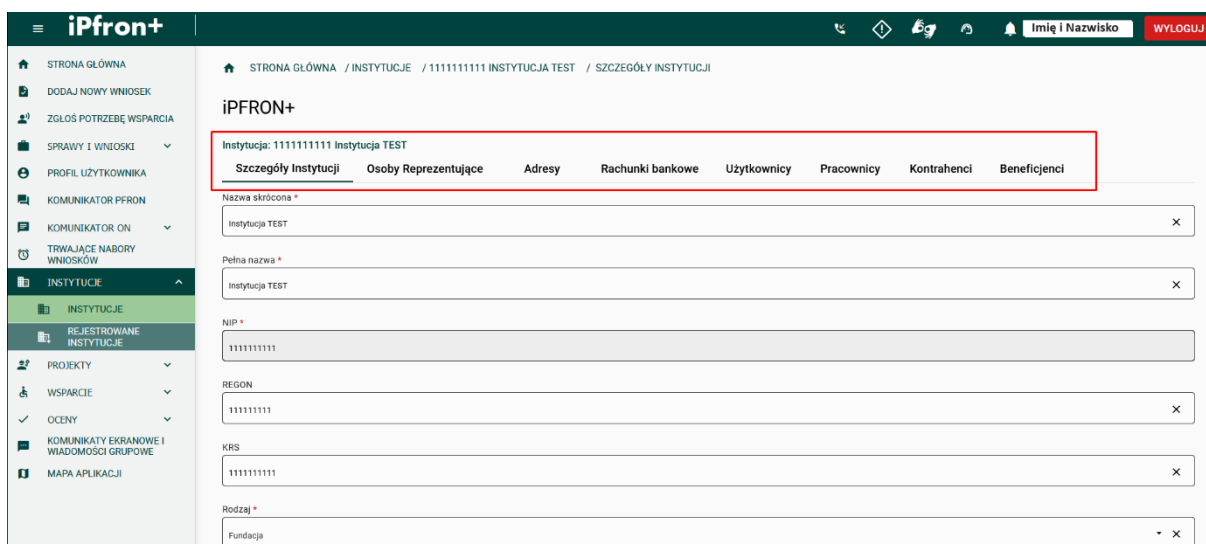 iPfron+
Imię i Nazwisko
WYLOGUJ
STRONA GŁÓWNA
DODAJ NOWY WNIOSEK
ZGŁOŚ POTRZEBĘ WSPARCIA
SPRAWY I WNIOSKI
PROFIL UŻYTKOWNIKA
KOMUNIKATOR PFRON
KOMUNIKATOR ON
TRWAJĄCE NABORY
WNIOSKÓW
INSTYTUCJE
INSTYTUCJE
REJESTROWANE
INSTYTUCJE
PROJEKTY
WSPARCIE
OCENY
KOMUNIKATY EKRANOWE I
WIADOMOŚCI GRUPOWE
MAPA APLIKACJI
STRONA GŁÓWNA / INSTYTUCJE / 1111111111 INSTYTUCJA TEST / SZCZEGÓŁY INSTYTUCJI
iPFRON+
Instytucja: 1111111111 Instytucja TEST
Szczegóły Instytucji Osoby Reprezentujące Adresy Rachunki bankowe Użytkownicy Pracownicy Kontrahenci Beneficjenci
Nazwa skrócona *
Instytucja TEST
Pełna nazwa *
Instytucja TEST
NIP *
1111111111
REGON
111111111
KRS
1111111111
Rodzaj *
Fundacja